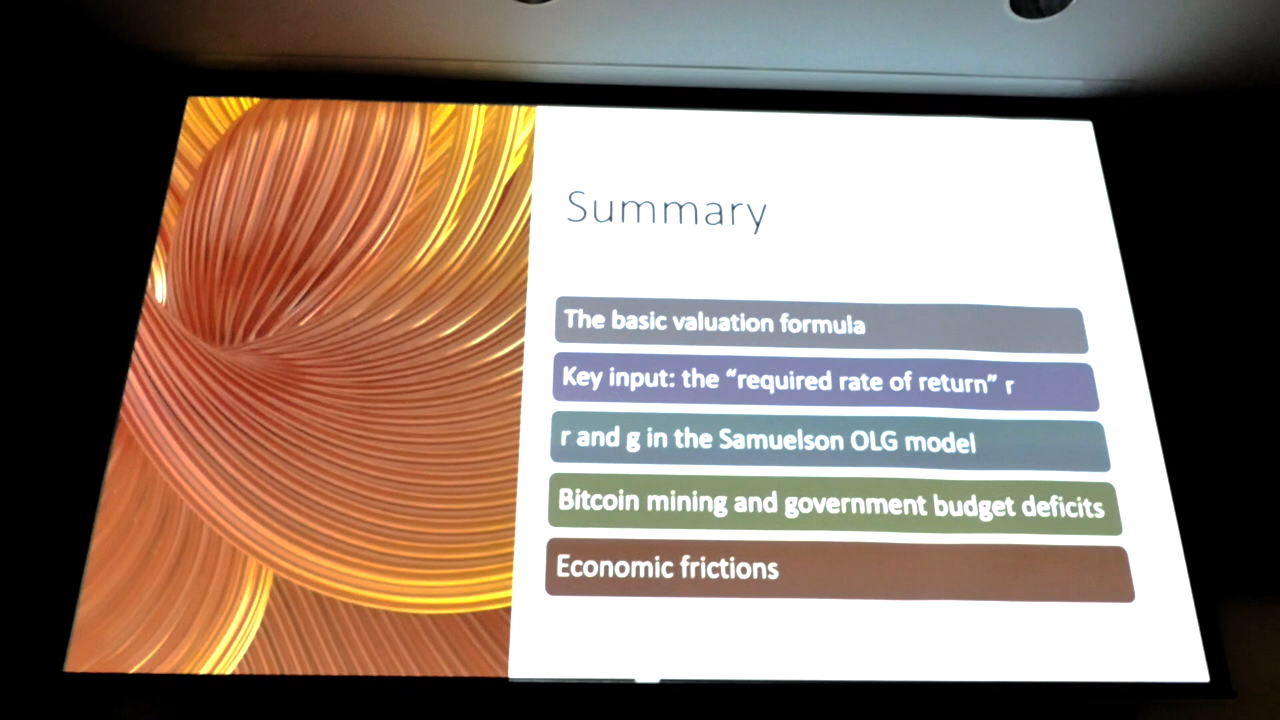 Summary
The basic valuation formula
Key input: the “required rate of return” r
r and g in the Samuelson OLG model
Bitcoin mining and government budget deficits
Economic frictions